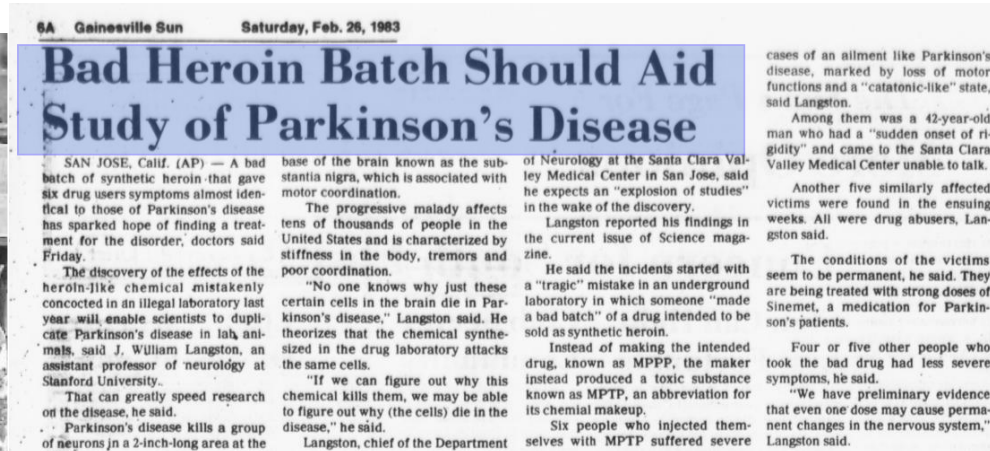 6A Gainesville Sun Saturday, Feb. 26, 1983
Bad Heroin Batch Should Aid
Study of Parkinson's Disease
SAN JOSE, Calif. (AP) — A bad
batch of synthetic heroin that gave
six drug users symptoms almost iden-
tical to those of Parkinson's disease
has sparked hope of finding a treat-
ment for the disorder, doctors said
Friday.
The discovery of the effects of the
heroin-like chemical mistakenly
concocted in an illegal laboratory last
year will enable scientists to dupli-
cate Parkinson's disease in lab ani-
mals, said J. William Langston, an
assistant professor of neurology at
Stanford University.
That can greatly speed research
on the disease, he said.
Parkinson's disease kills a group
of neurons in a 2-inch-long area at the
base of the brain known as the sub-
stantia nigra, which is associated with
motor coordination.
The progressive malady affects
tens of thousands of people in the
United States and is characterized by
stiffness in the body, tremors and
poor coordination.
"No one knows why just these
certain cells in the brain die in Par-
kinson's disease," Langston said. He
theorizes that the chemical synthe-
sized in the drug laboratory attacks
the same cells.
"If we can figure out why this
chemical kills them, we may be able
to figure out why (the cells) die in the
disease," he said.
Langston, chief of the Department
of Neurology at the Santa Clara Val-
ley Medical Center in San Jose, said
he expects an "explosion of studies"
in the wake of the discovery.
Langston reported his findings in
the current issue of Science maga-
zine.
He said the incidents started with
a "tragic" mistake in an underground
laboratory in which someone "made
a bad batch" of a drug intended to be
sold as synthetic heroin.
Instead of making the intended
drug, known as MPPP, the maker
instead produced a toxic substance
known as MPTP, an abbreviation for
its chemial makeup.
Six people who injected them-
selves with MPTP suffered severe
cases of an ailment like Parkinson's
disease, marked by loss of motor
functions and a "catatonic-like" state,
said Langston.
Among them was a 42-year-old
man who had a "sudden onset of ri-
gidity" and came to the Santa Clara
Valley Medical Center unable to talk.
Another five similarly affected
victims were found in the ensuing
weeks. All were drug abusers, Lan-
gston said.
The conditions of the victims
seem to be permanent, he said. They
are being treated with strong doses of
Sinemet, a medication for Parkin-
son's patients.
Four or five other people who
took the bad drug had less severe
symptoms, he said.
"We have preliminary evidence
that even one dose may cause perma-
nent changes in the nervous system,"
Langston said.